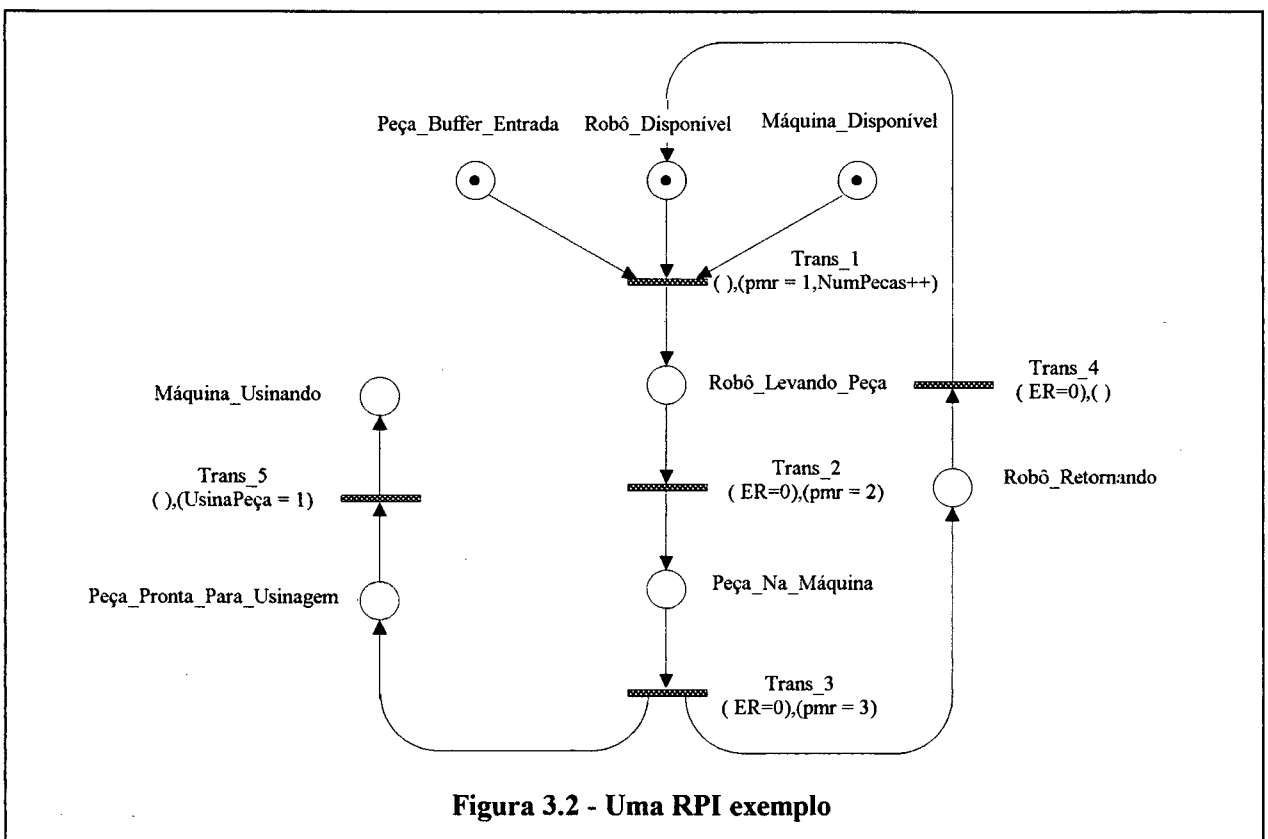 Peça_Buffer_Entrada Robô_Disponível Máquina_Disponível
Trans_1
( ),(pmr = 1,NumPecas++)
Máquina_Usinando
Robô_Levando_Peça
Trans_4
( ER=0),( )
Trans_5
( ),(UsinaPeça = 1)
Trans_2
( ER=0),(pmr = 2)
Robô_Retornando
Peça_Pronta_Para_Usinagem
Peça_Na_Máquina
Trans_3
( ER=0),(pmr = 3)
Figura 3.2 - Uma RPI exemplo